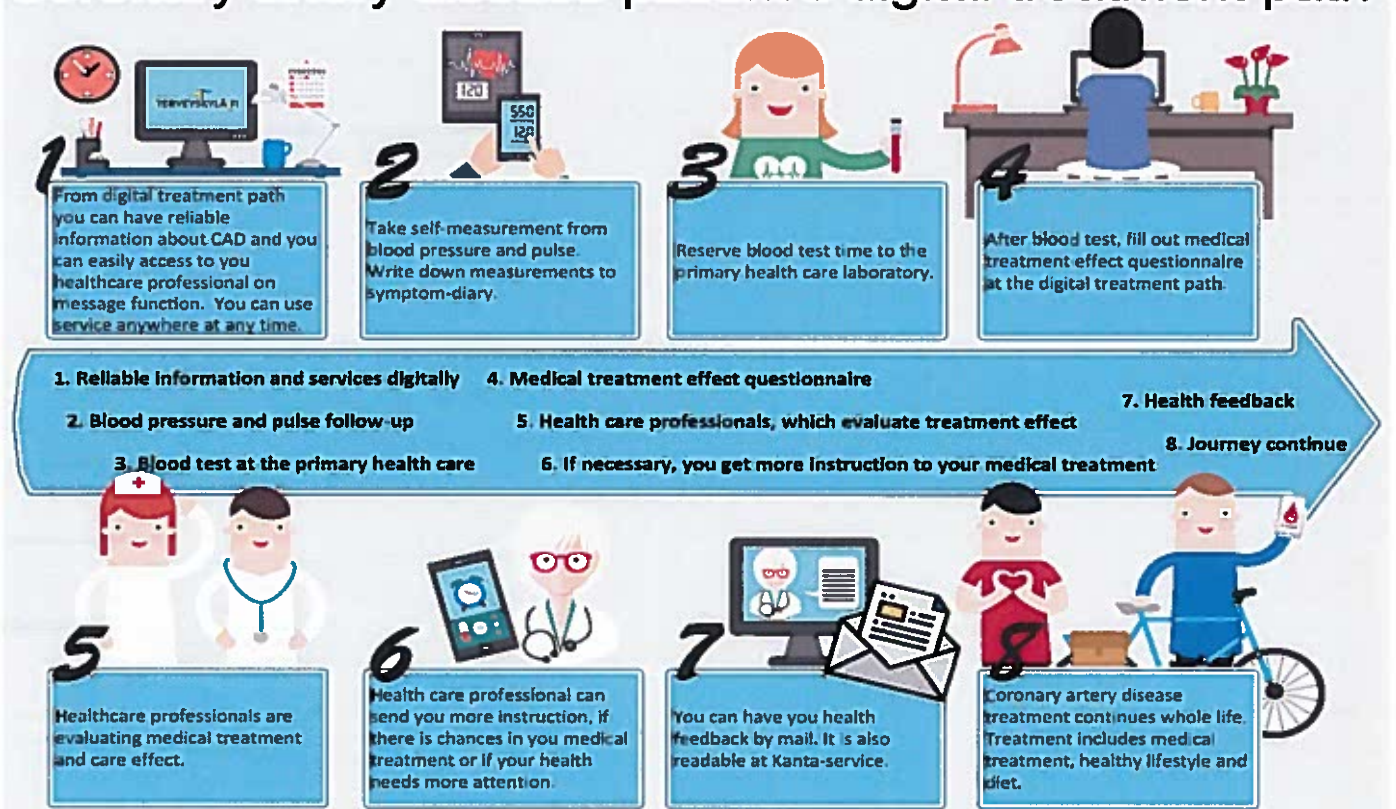 TERVEYSKYLÄ.FI
120
550
120
1
From digital treatment path
you can have reliable
information about CAD and you
can easily access to you
healthcare professional on
message function. You can use
service anywhere at any time.
2
Take self-measurement from
blood pressure and pulse.
Write down measurements to
symptom-diary.
3
Reserve blood test time to the
primary health care laboratory.
4
After blood test, fill out medical
treatment effect questionnaire
at the digital treatment path.
1. Reliable information and services digitally
2. Blood pressure and pulse follow-up
3. Blood test at the primary health care
4. Medical treatment effect questionnaire
5. Health care professionals, which evaluate treatment effect
6. If necessary, you get more instruction to your medical treatment
7. Health feedback
8. Journey continue
5
Healthcare professionals are
evaluating medical treatment
and care effect.
6
Health care professional can
send you more instruction, if
there is chances in you medical
treatment or if your health
needs more attention.
7
You can have you health
feedback by mail. It is also
readable at Kanta-service.
8
Coronary artery disease
treatment continues whole life.
Treatment includes medical
treatment, healthy lifestyle and
diet.